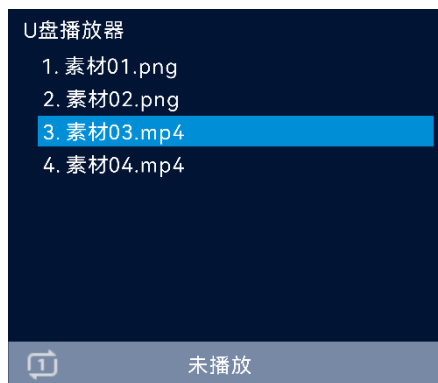 U盘播放器
1. 素材01.png
2. 素材02.png
3. 素材03.mp4
4. 素材04.mp4
1 未播放